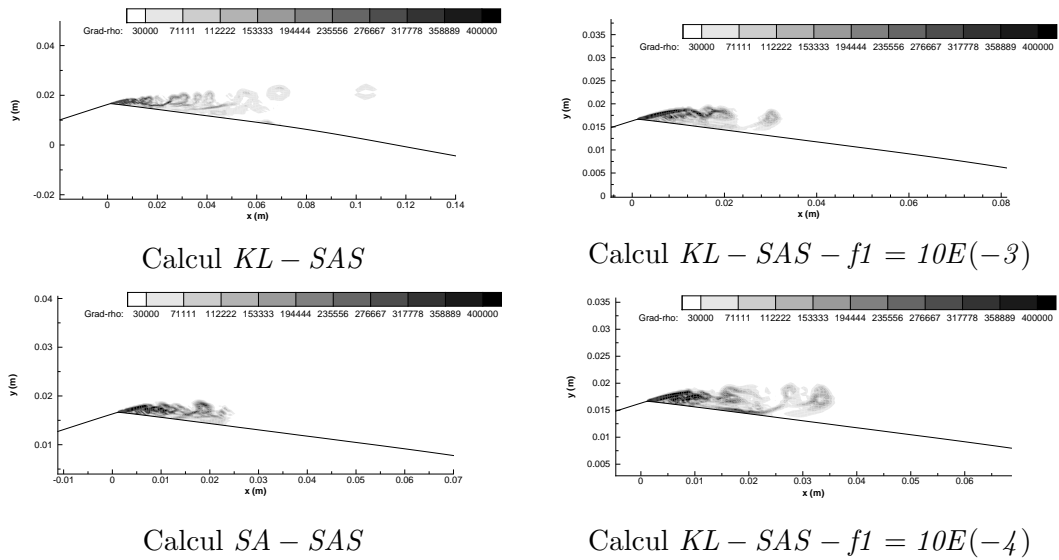 Grad-rho: 30000 71111 112222 153333 194444 235556 276667 317778 358889 400000
0.04
0.02
0
-0.02
y (m)
0 0.02 0.04 0.06 0.08 0.1 0.12 0.14
x (m)
Calcul KL – SAS
Grad-rho: 30000 71111 112222 153333 194444 235556 276667 317778 358889 400000
0.035
0.03
0.025
0.02
0.015
0.01
0.005
0
y (m)
0 0.02 0.04 0.06 0.08
x (m)
Calcul KL – SAS – f1 = 10E(–3)
Grad-rho: 30000 71111 112222 153333 194444 235556 276667 317778 358889 400000
0.04
0.03
0.02
0.01
y (m)
-0.01 0 0.01 0.02 0.03 0.04 0.05 0.06 0.07
x (m)
Calcul SA – SAS
Grad-rho: 30000 71111 112222 153333 194444 235556 276667 317778 358889 400000
0.035
0.03
0.025
0.02
0.015
0.01
0.005
y (m)
0 0.01 0.02 0.03 0.04 0.05 0.06
x (m)
Calcul KL – SAS – f1 = 10E(–4)